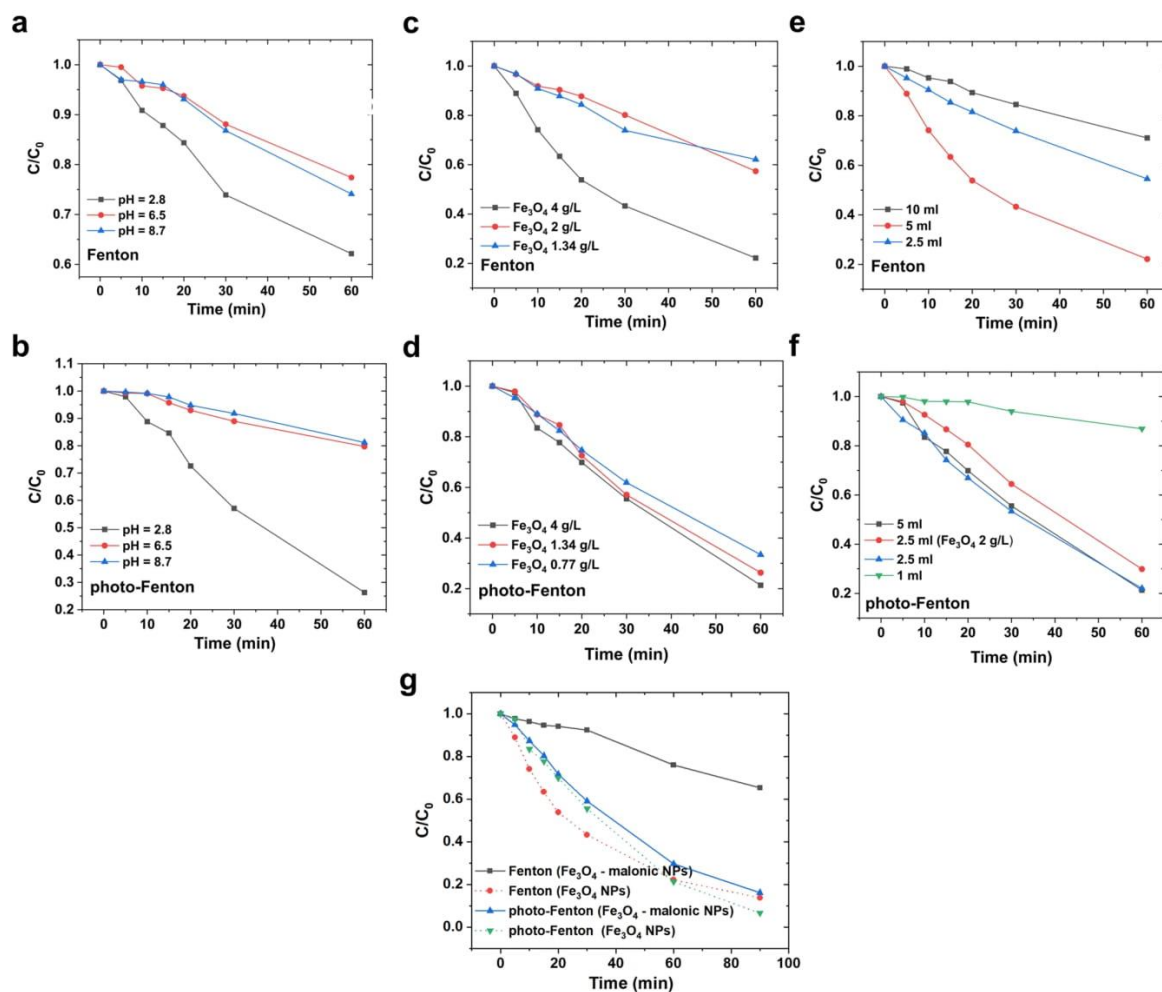 a
1.0
0.9
0.8
0.7
0.6
C/C₀
pH = 2.8
pH = 6.5
pH = 8.7
Fenton
0 10 20 30 40 50 60
Time (min)
c
1.0
0.8
0.6
0.4
0.2
C/C₀
Fe₃O₄ 4 g/L
Fe₃O₄ 2 g/L
Fe₃O₄ 1.34 g/L
Fenton
0 10 20 30 40 50 60
Time (min)
e
1.0
0.8
0.6
0.4
0.2
C/C₀
10 ml
5 ml
2.5 ml
Fenton
0 10 20 30 40 50 60
Time (min)
b
1.1
1.0
0.9
0.8
0.7
0.6
0.5
0.4
0.3
0.2
C/C₀
pH = 2.8
pH = 6.5
pH = 8.7
photo-Fenton
0 10 20 30 40 50 60
Time (min)
d
1.0
0.8
0.6
0.4
0.2
C/C₀
Fe₃O₄ 4 g/L
Fe₃O₄ 1.34 g/L
Fe₃O₄ 0.77 g/L
photo-Fenton
0 10 20 30 40 50 60
Time (min)
f
1.0
0.8
0.6
0.4
0.2
C/C₀
5 ml
2.5 ml (Fe₃O₄ 2 g/L)
2.5 ml
1 ml
photo-Fenton
0 10 20 30 40 50 60
Time (min)
g
1.0
0.8
0.6
0.4
0.2
0.0
C/C₀
Fenton (Fe₃O₄ - malonic NPs)
Fenton (Fe₃O₄ NPs)
photo-Fenton (Fe₃O₄ - malonic NPs)
photo-Fenton (Fe₃O₄ NPs)
0 20 40 60 80 100
Time (min)